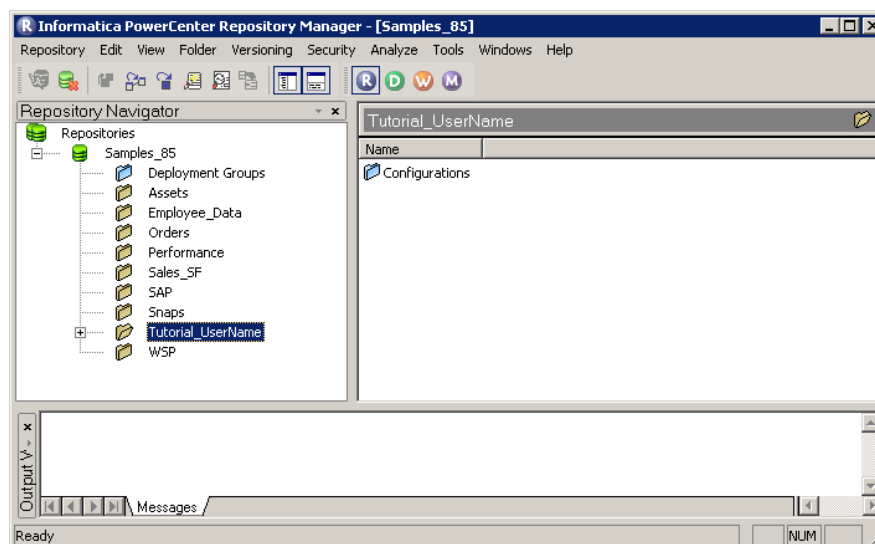 R Informatica PowerCenter Repository Manager - [Samples_85]
Repository Edit View Folder Versioning Security Analyze Tools Windows Help
R D W M
Repository Navigator
Repositories
Samples_85
Deployment Groups
Assets
Employee_Data
Orders
Performance
Sales_SF
SAP
Snaps
Tutorial_UserName
WSP
Tutorial_UserName
Name
Configurations
Output V
Messages
Ready
NUM